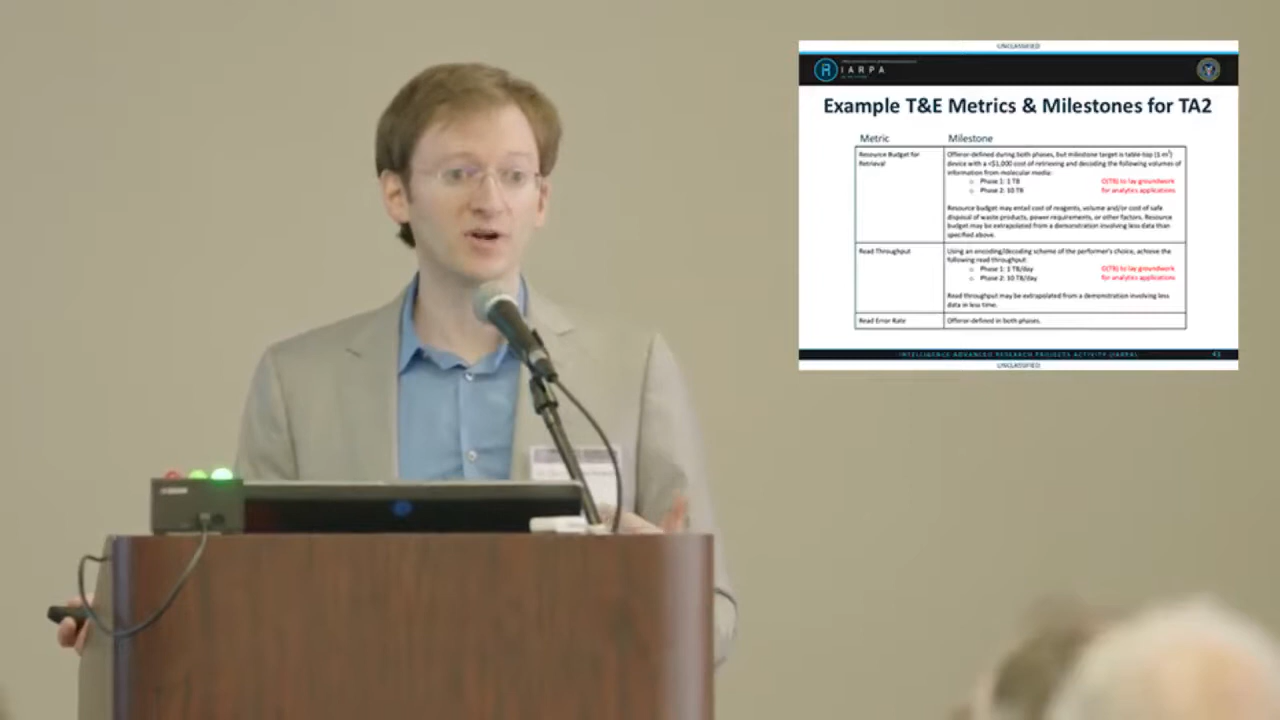 UNCLASSIFIED
IARPA
Example T&E Metrics & Milestones for TA2
Metric Milestone
Resource Budget for
Retrieval
Offeror-defined during both phases, but milestone target is table-top (1 m³)
device with a <$1,000 cost of retrieving and decoding the following volumes of
information from molecular media:
○ Phase 1: 1 TB
○ Phase 2: 10 TB
O(TB) to lay groundwork
for analytics applications
Resource budget may entail cost of reagents, volume and/or cost of safe
disposal of waste products, power requirements, or other factors. Resource
budget may be extrapolated from a demonstration involving less data than
specified above.
Read Throughput
Using an encoding/decoding scheme of the performer's choice, achieve the
following read throughput:
○ Phase 1: 1 TB/day
○ Phase 2: 10 TB/day
O(TB) to lay groundwork
for analytics applications
Read throughput may be extrapolated from a demonstration involving less
data in less time.
Read Error Rate
Offeror-defined in both phases.
INTELLIGENCE ADVANCED RESEARCH PROJECTS ACTIVITY (IARPA)
43
UNCLASSIFIED